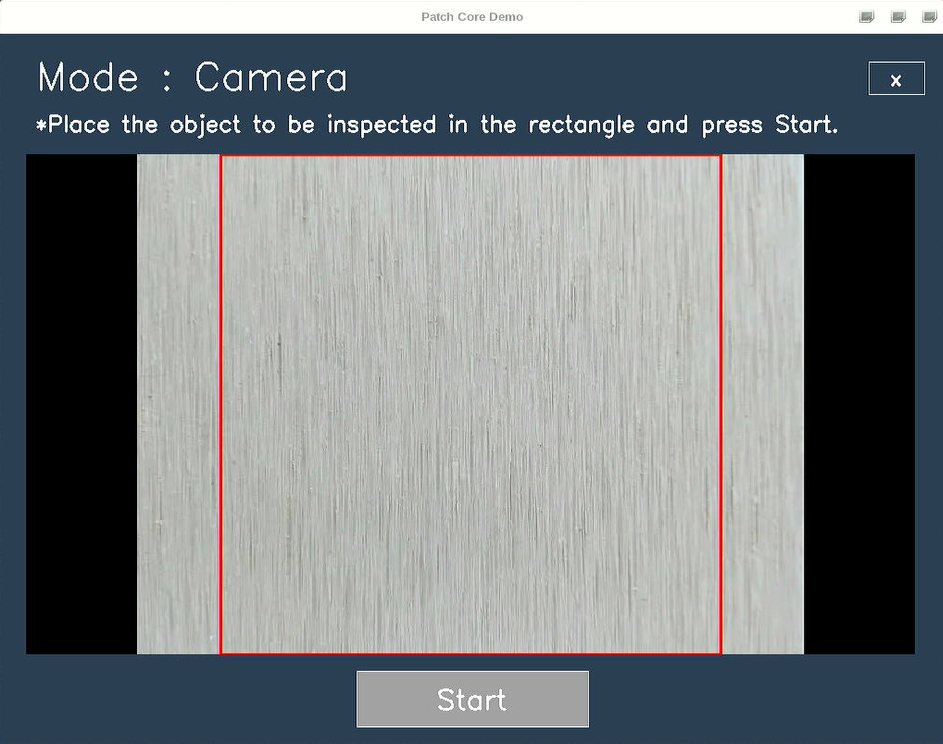 Patch Core Demo
Mode : Camera
x
*Place the object to be inspected in the rectangle and press Start.
Start